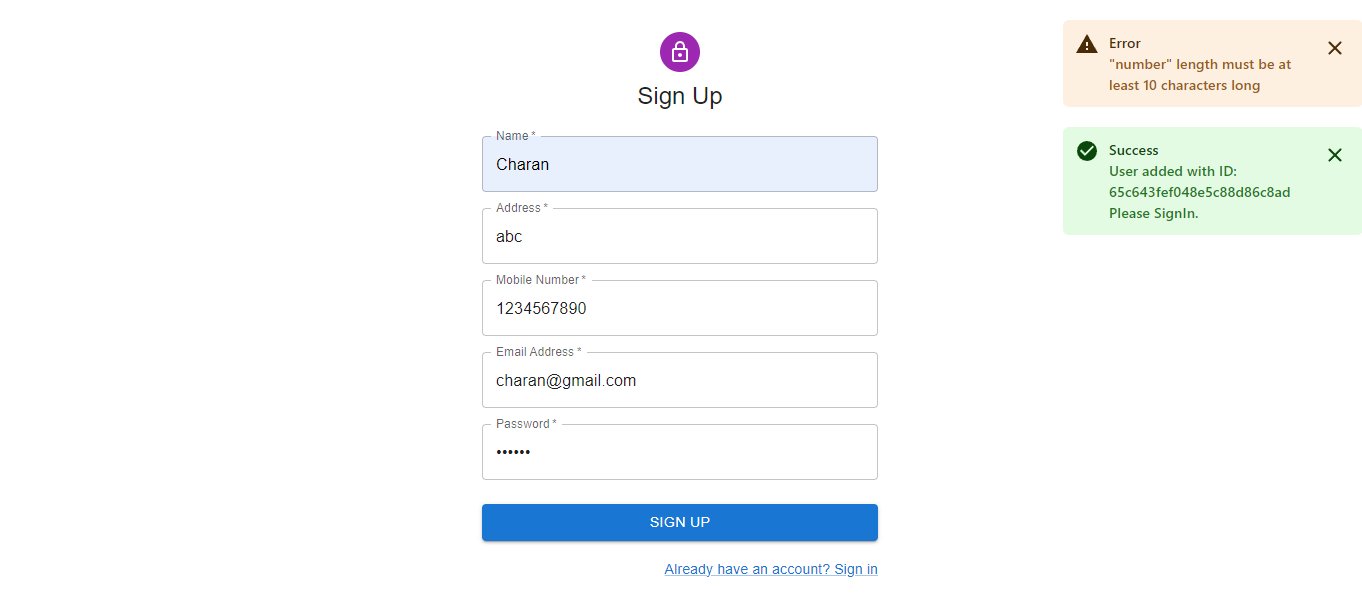 Sign Up
Name *
Charan
Address *
abc
Mobile Number *
1234567890
Email Address *
charan@gmail.com
Password *
••••••
SIGN UP
Already have an account? Sign in
Error
"number" length must be at
least 10 characters long
Success
User added with ID:
65c643fef048e5c88d86c8ad
Please SignIn.